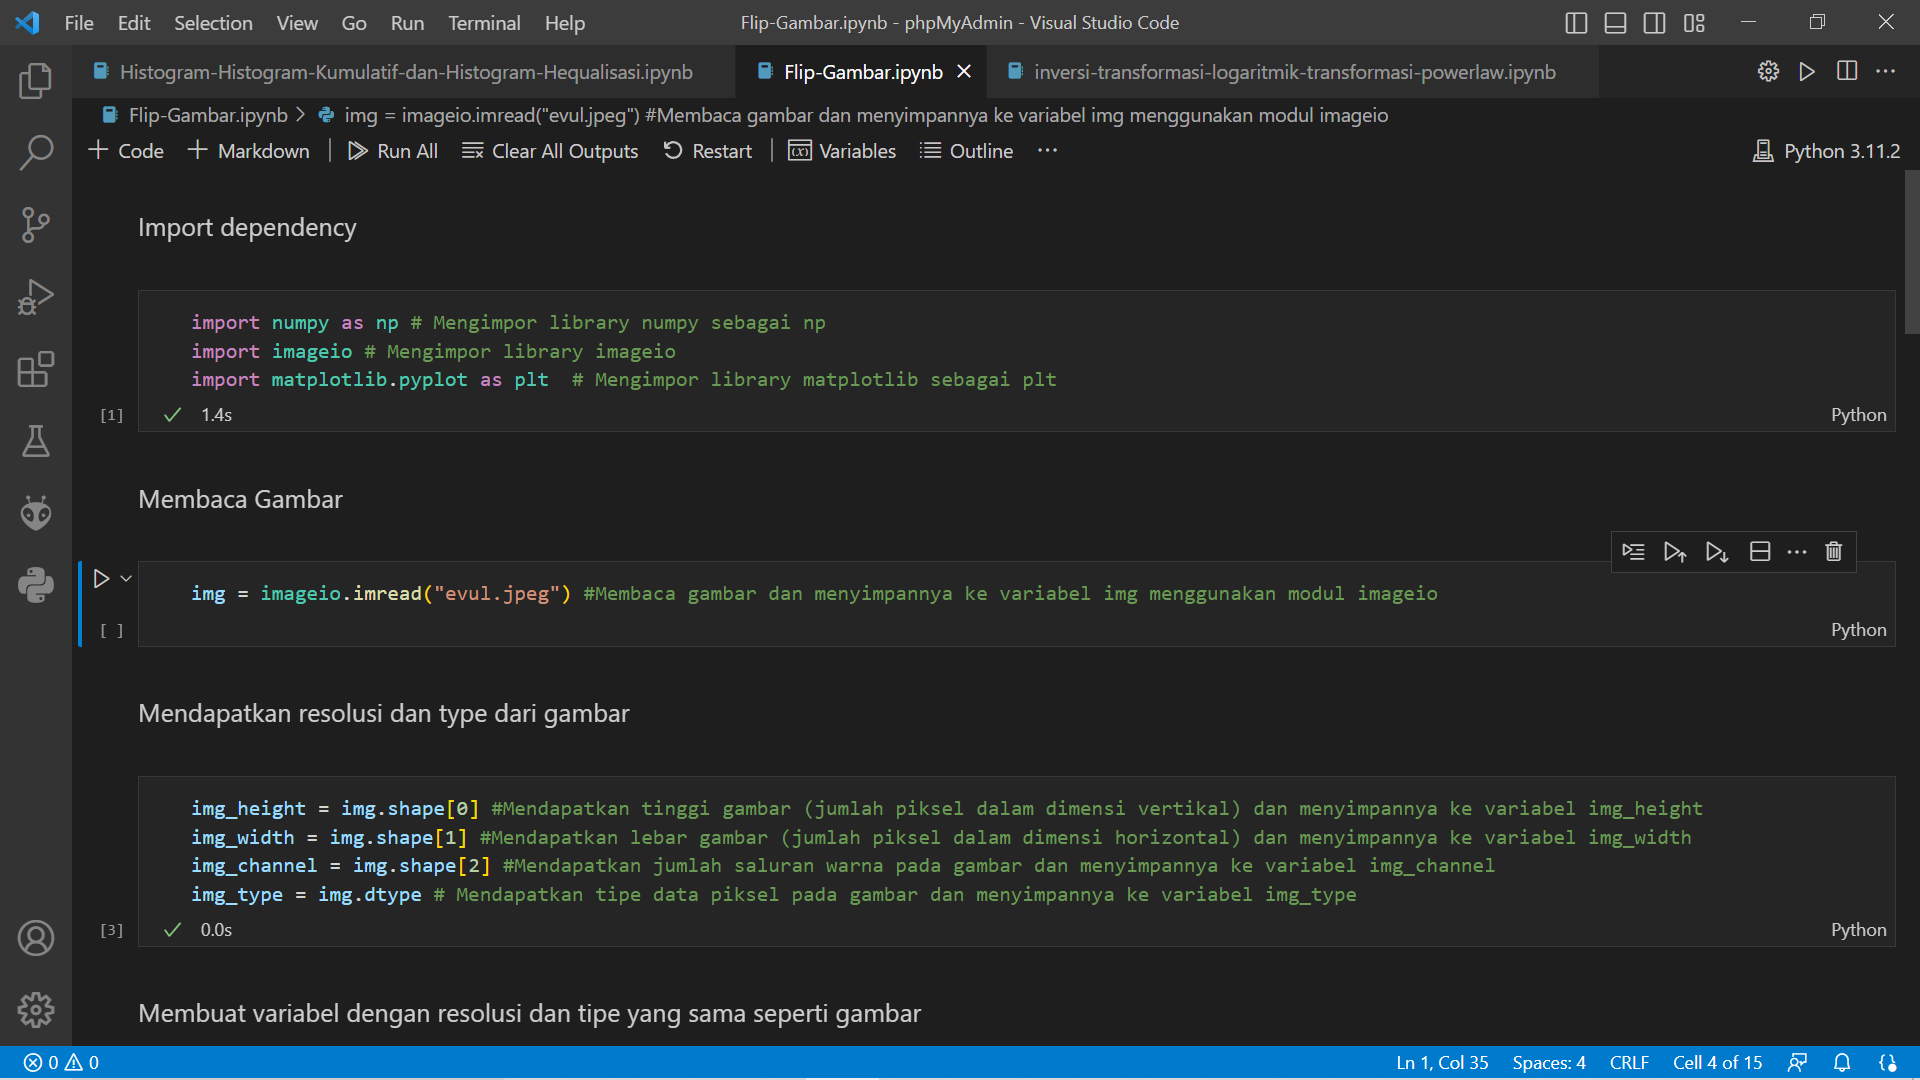 File Edit Selection View Go Run Terminal Help
Flip-Gambar.ipynb - phpMyAdmin - Visual Studio Code
Histogram-Histogram-Kumulatif-dan-Histogram-Hequalisasi.ipynb
Flip-Gambar.ipynb
inversi-transformasi-logaritmik-transformasi-powerlaw.ipynb
Flip-Gambar.ipynb > img = imageio.imread("evul.jpeg") #Membaca gambar dan menyimpannya ke variabel img menggunakan modul imageio
+ Code + Markdown | Run All Clear All Outputs Restart | Variables Outline ... Python 3.11.2
Import dependency
import numpy as np # Mengimpor library numpy sebagai np
import imageio # Mengimpor library imageio
import matplotlib.pyplot as plt  # Mengimpor library matplotlib sebagai plt
[1] 1.4s Python
Membaca Gambar
img = imageio.imread("evul.jpeg") #Membaca gambar dan menyimpannya ke variabel img menggunakan modul imageio
[ ] Python
Mendapatkan resolusi dan type dari gambar
img_height = img.shape[0] #Mendapatkan tinggi gambar (jumlah piksel dalam dimensi vertikal) dan menyimpannya ke variabel img_height
img_width = img.shape[1] #Mendapatkan lebar gambar (jumlah piksel dalam dimensi horizontal) dan menyimpannya ke variabel img_width
img_channel = img.shape[2] #Mendapatkan jumlah saluran warna pada gambar dan menyimpannya ke variabel img_channel
img_type = img.dtype # Mendapatkan tipe data piksel pada gambar dan menyimpannya ke variabel img_type
[3] 0.0s Python
Membuat variabel dengan resolusi dan tipe yang sama seperti gambar
0 0 Ln 1, Col 35 Spaces: 4 CRLF Cell 4 of 15